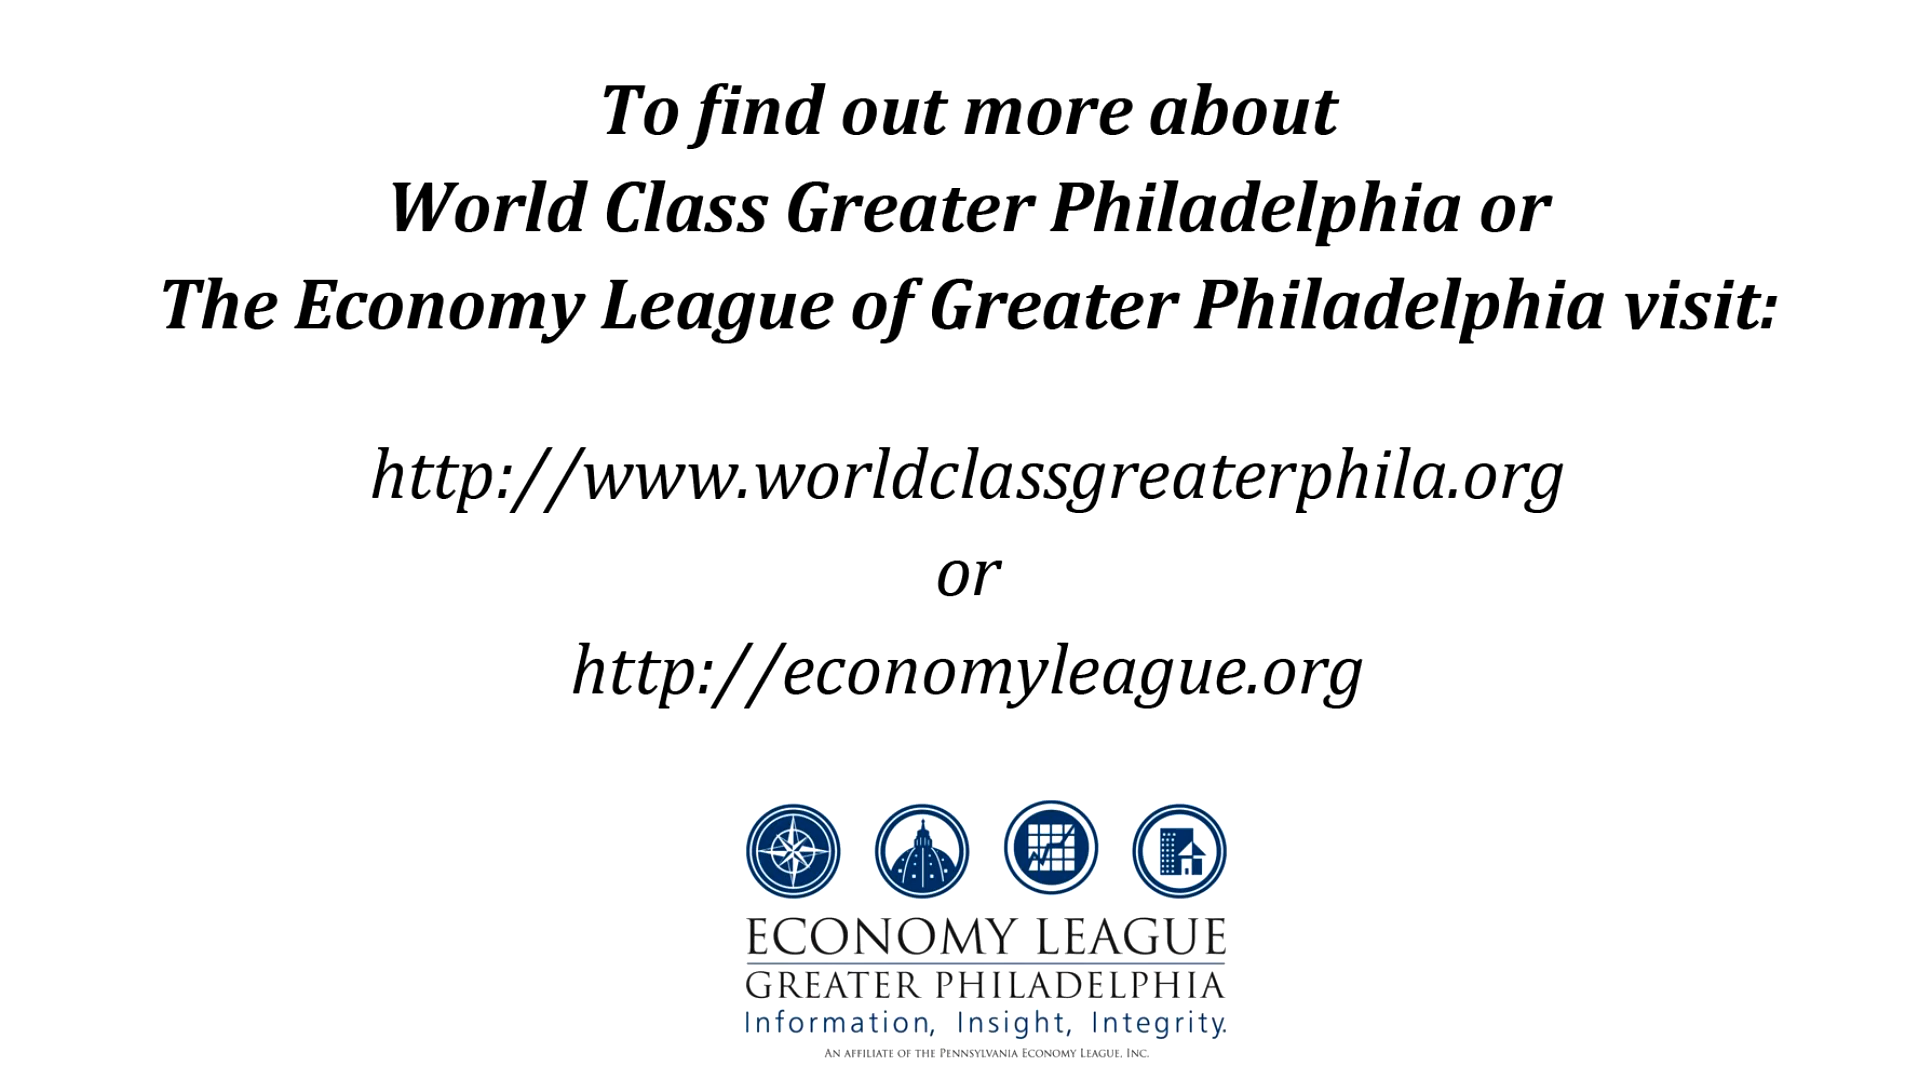 To find out more about
World Class Greater Philadelphia or
The Economy League of Greater Philadelphia visit:
http://www.worldclassgreaterphila.org
or
http://economyleague.org
ECONOMY LEAGUE
GREATER PHILADELPHIA
Information, Insight, Integrity.
AN AFFILIATE OF THE PENNSYLVANIA ECONOMY LEAGUE, INC.